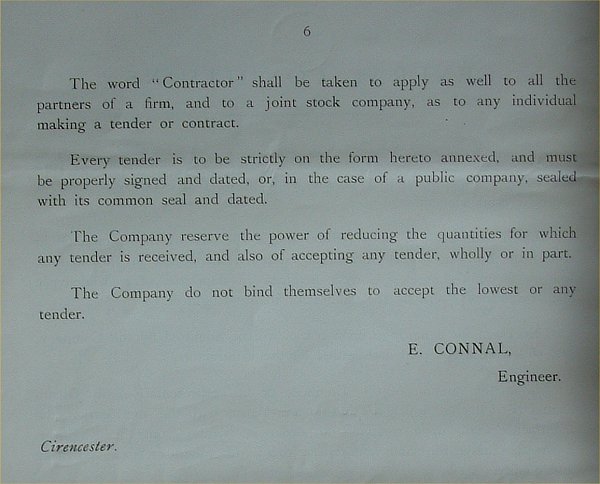 6
The word “Contractor” shall be taken to apply as well to all the
partners of a firm, and to a joint stock company, as to any individual
making a tender or contract.
Every tender is to be strictly on the form hereto annexed, and must
be properly signed and dated, or, in the case of a public company, sealed
with its common seal and dated.
The Company reserve the power of reducing the quantities for which
any tender is received, and also of accepting any tender, wholly or in part.
The Company do not bind themselves to accept the lowest or any
tender.
E. CONNAL,
Engineer.
Cirencester.